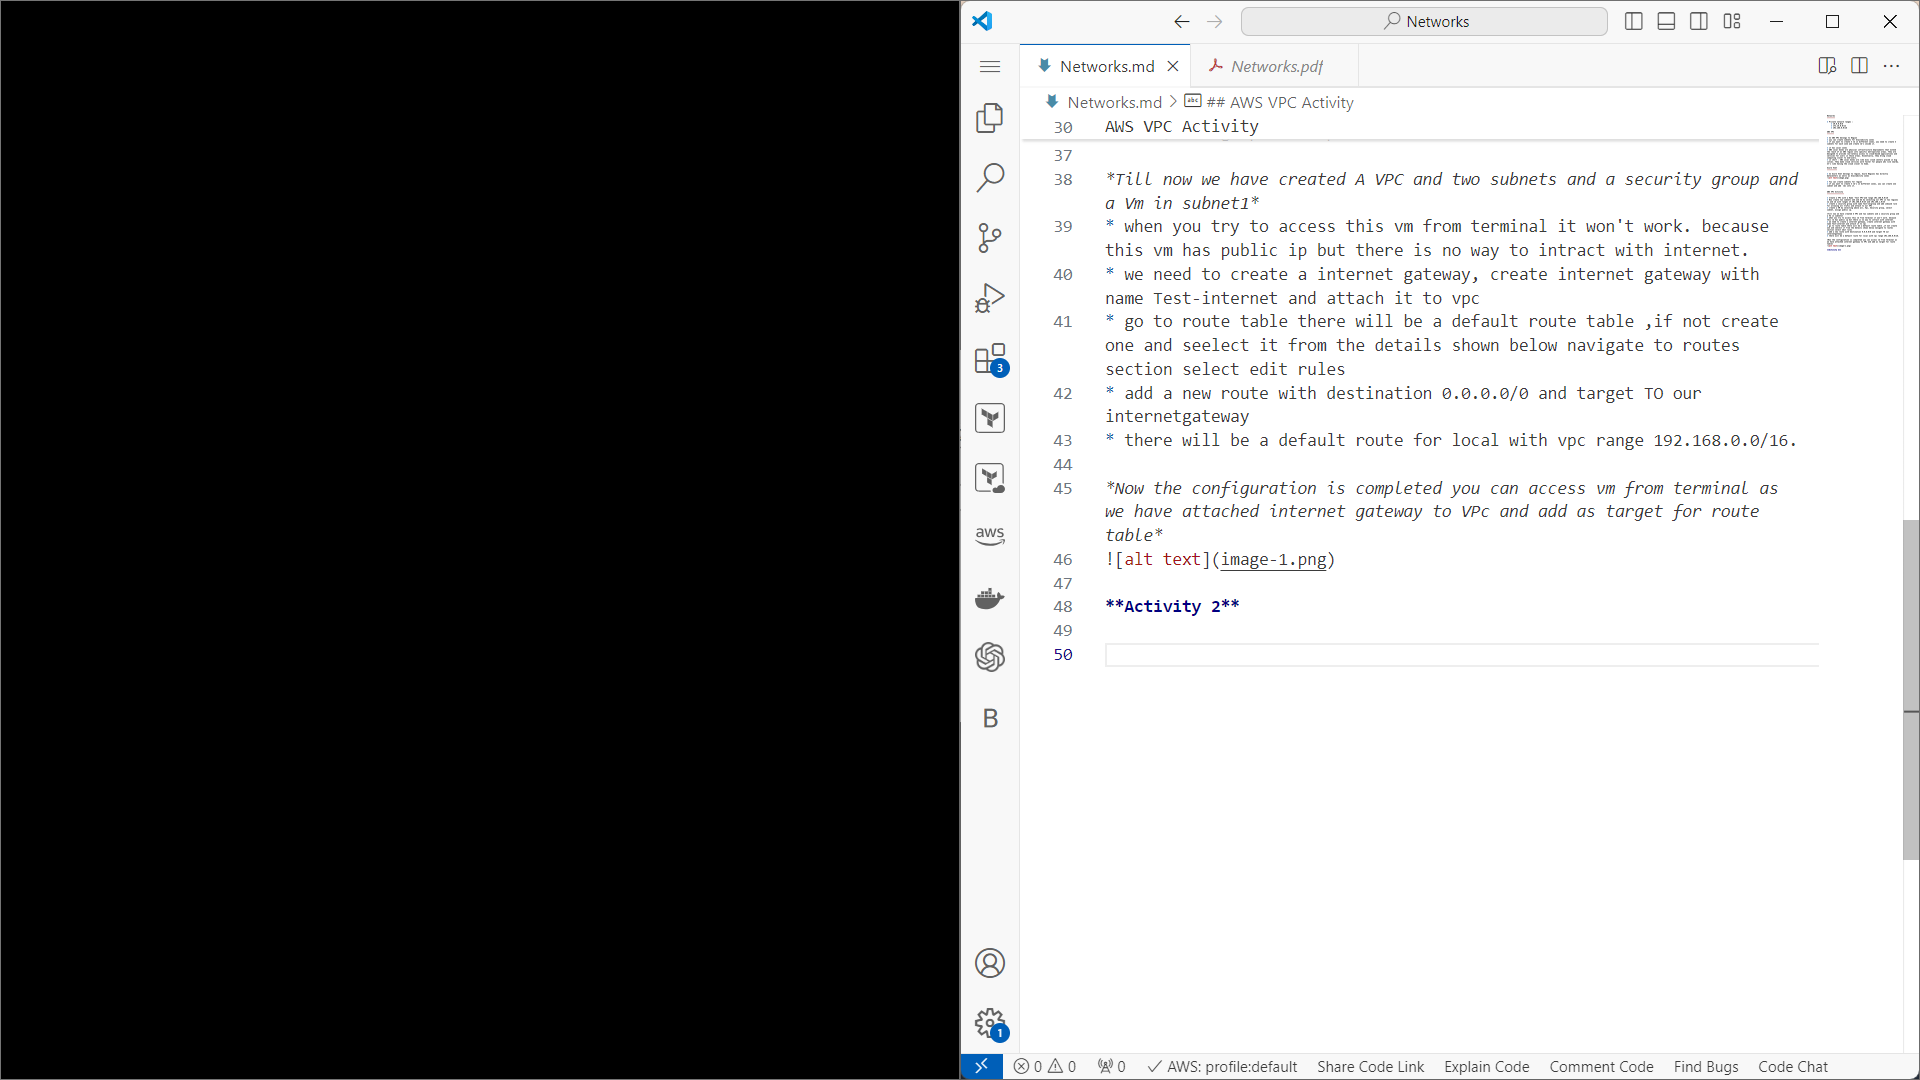 Networks
Networks.md
Networks.pdf
Networks.md > ## AWS VPC Activity
30 AWS VPC Activity
37
38 *Till now we have created A VPC and two subnets and a security group and
a Vm in subnet1*
39 * when you try to access this vm from terminal it won't work. because
this vm has public ip but there is no way to intract with internet.
40 * we need to create a internet gateway, create internet gateway with
name Test-internet and attach it to vpc
41 * go to route table there will be a default route table ,if not create
one and seelect it from the details shown below navigate to routes
section select edit rules
42 * add a new route with destination 0.0.0.0/0 and target TO our
internetgateway
43 * there will be a default route for local with vpc range 192.168.0.0/16.
44
45 *Now the configuration is completed you can access vm from terminal as
we have attached internet gateway to VPc and add as target for route
table*
46 ![alt text](image-1.png)
47
48 **Activity 2**
49
50
3
aws
B
1
0 0 0 AWS: profile:default Share Code Link Explain Code Comment Code Find Bugs Code Chat